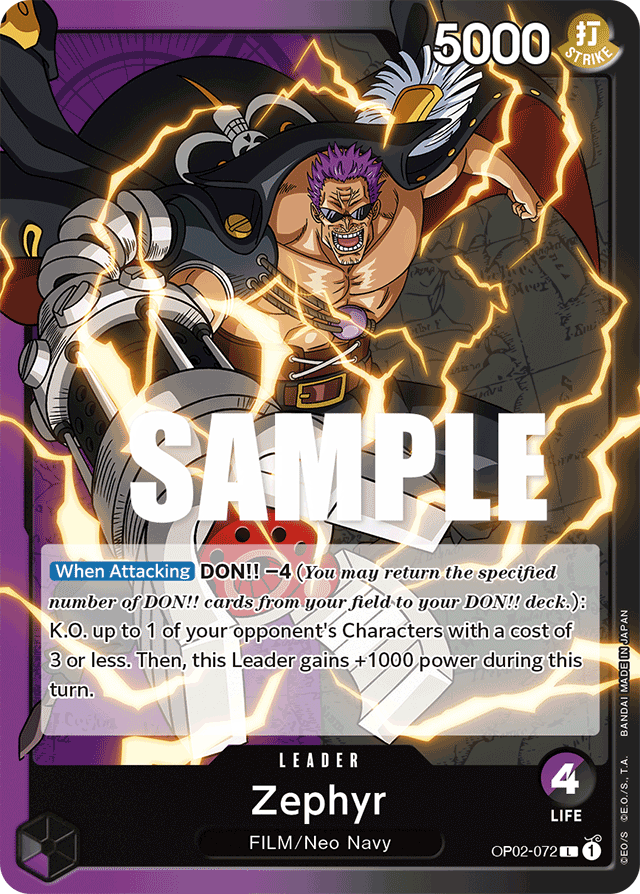 5000
打
STRIKE
SAMPLE
When Attacking DON!! −4 (You may return the specified
number of DON!! cards from your field to your DON!! deck.):
K.O. up to 1 of your opponent's Characters with a cost of
3 or less. Then, this Leader gains +1000 power during this
turn.
LEADER
Zephyr
FILM/Neo Navy
4
LIFE
OP02-072 L 1
©E.O/S ©E.O./S., T.A. BANDAI MADE IN JAPAN